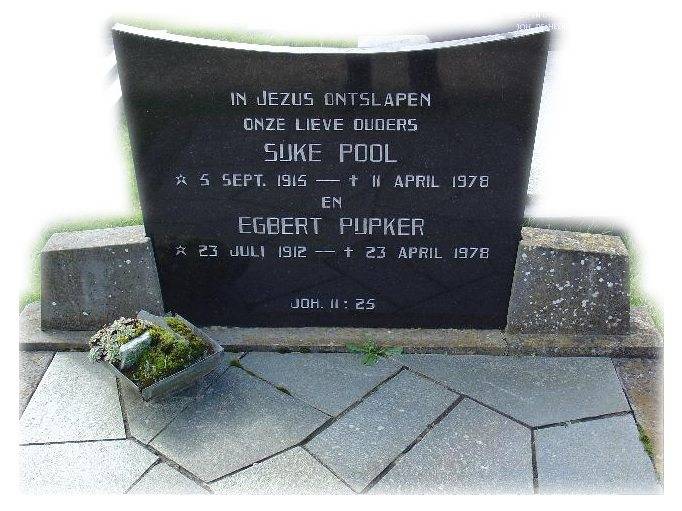 IN JEZUS ONTSLAPEN
ONZE LIEVE OUDERS
SIJKE POOL
☆ 5 SEPT. 1915 — † 11 APRIL 1978
EN
EGBERT PIJPKER
☆ 23 JULI 1912 — † 23 APRIL 1978
JOH. 11 : 25